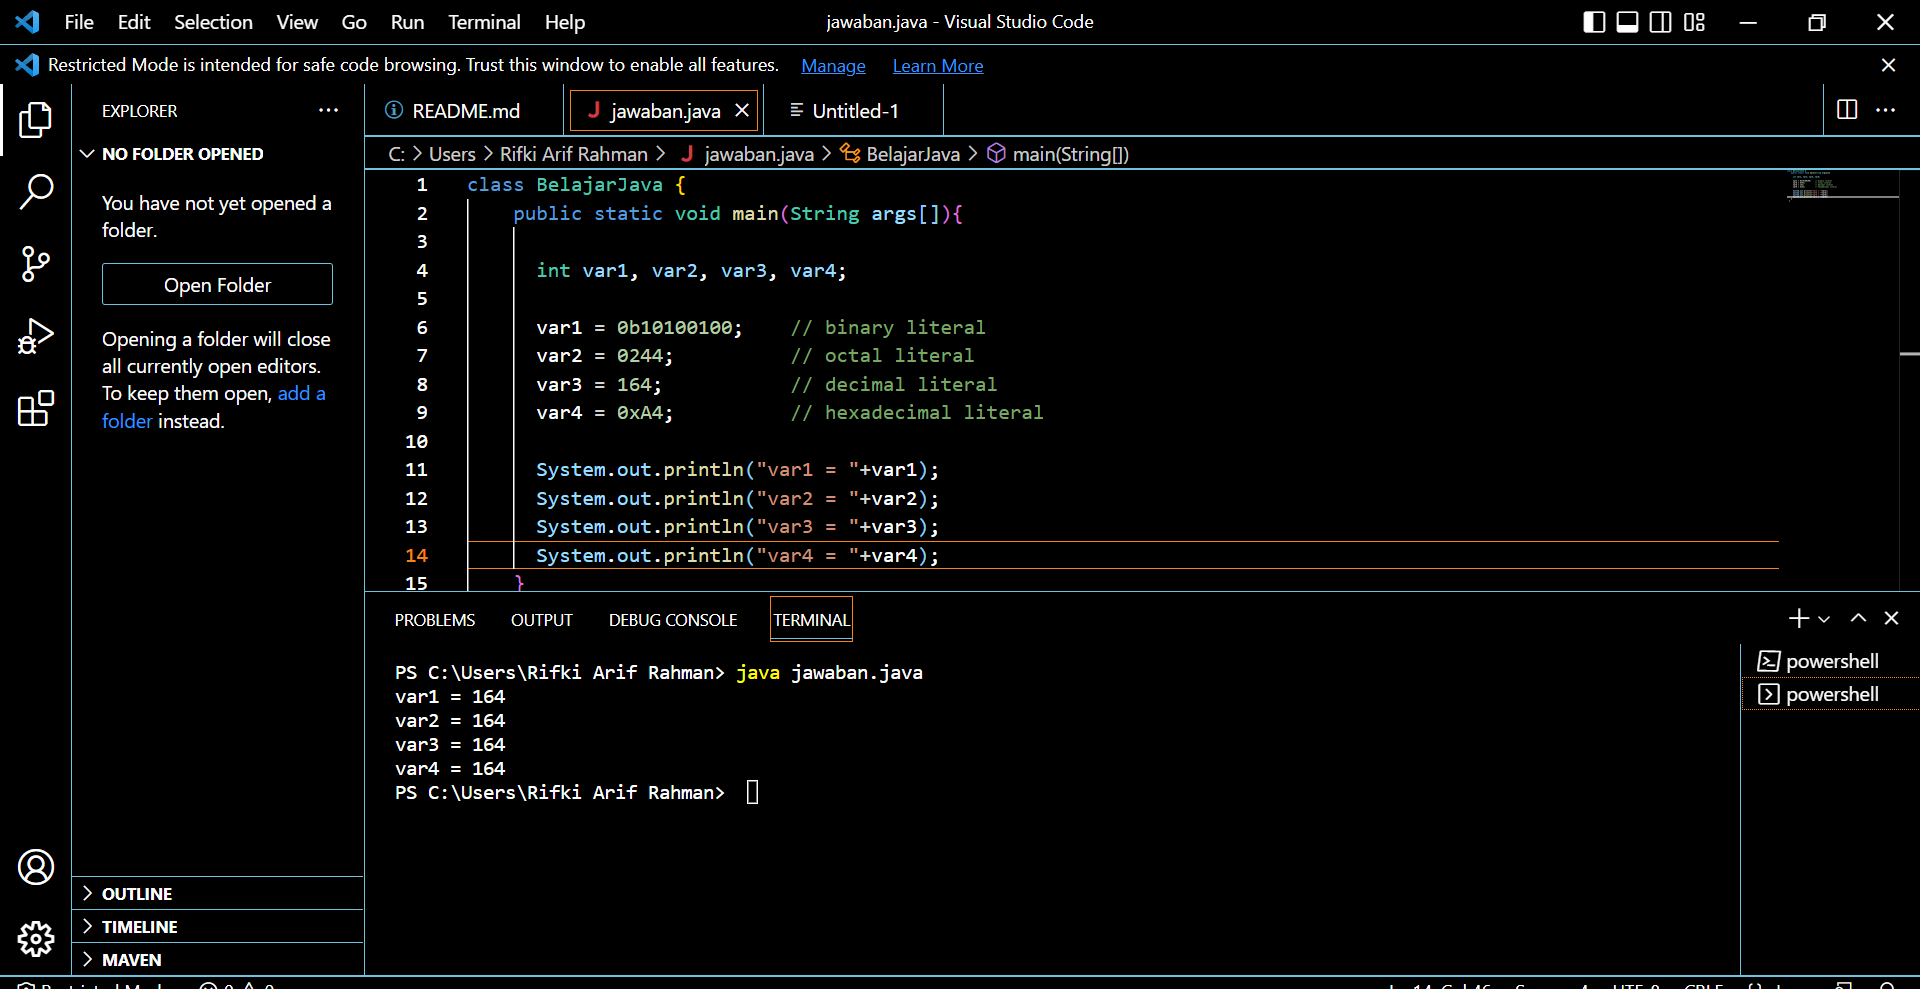 File Edit Selection View Go Run Terminal Help jawaban.java - Visual Studio Code
Restricted Mode is intended for safe code browsing. Trust this window to enable all features. Manage Learn More
EXPLORER
NO FOLDER OPENED
You have not yet opened a
folder.
Open Folder
Opening a folder will close
all currently open editors.
To keep them open, add a
folder instead.
OUTLINE
TIMELINE
MAVEN
README.md jawaban.java Untitled-1
C: > Users > Rifki Arif Rahman > jawaban.java > BelajarJava > main(String[])
1 class BelajarJava {
2 public static void main(String args[]){
3
4 int var1, var2, var3, var4;
5
6 var1 = 0b10100100; // binary literal
7 var2 = 0244; // octal literal
8 var3 = 164; // decimal literal
9 var4 = 0xA4; // hexadecimal literal
10
11 System.out.println("var1 = "+var1);
12 System.out.println("var2 = "+var2);
13 System.out.println("var3 = "+var3);
14 System.out.println("var4 = "+var4);
15 }
PROBLEMS OUTPUT DEBUG CONSOLE TERMINAL
PS C:\Users\Rifki Arif Rahman> java jawaban.java
var1 = 164
var2 = 164
var3 = 164
var4 = 164
PS C:\Users\Rifki Arif Rahman>
powershell
powershell